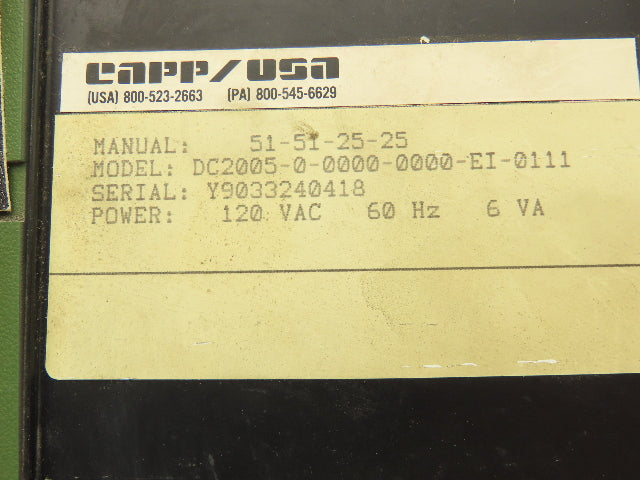 CAPP/USA
(USA) 800-523-2663 (PA) 800-545-6629
MANUAL: 51-51-25-25
MODEL: DC2005-0-0000-0000-EI-0111
SERIAL: Y9033240418
POWER: 120 VAC 60 Hz 6 VA